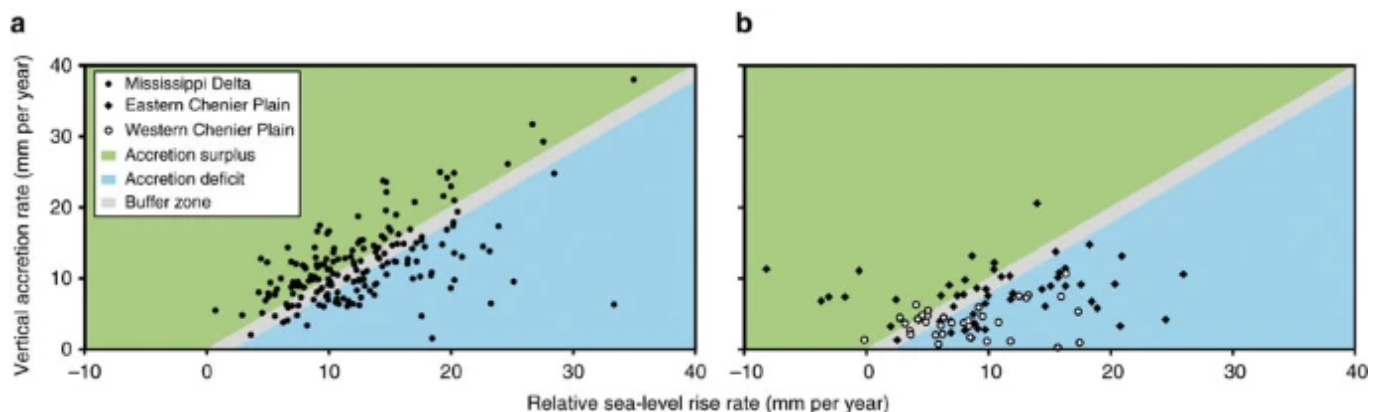 a
b
Vertical accretion rate (mm per year)
40
30
20
10
0
Mississippi Delta
Eastern Chenier Plain
Western Chenier Plain
Accretion surplus
Accretion deficit
Buffer zone
–10 0 10 20 30 40
–10 0 10 20 30 40
Relative sea-level rise rate (mm per year)